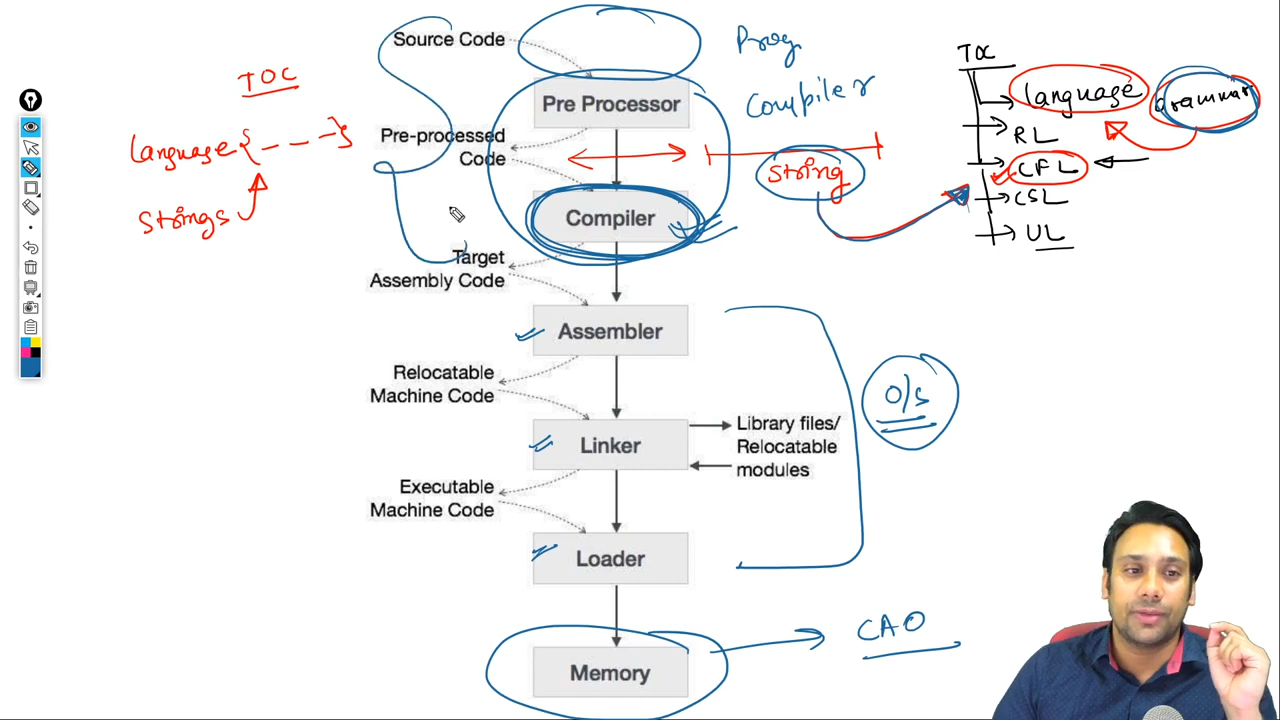 Source Code
Prog
TOC
TOC
Pre Processor
Compiler
language
Grammar
Pre-processed
Code
Language { - - - }
string
RL
CFL
Strings
Compiler
CSL
UL
Target
Assembly Code
Assembler
Relocatable
Machine Code
O/S
Linker
Library files/
Relocatable
modules
Executable
Machine Code
Loader
CAO
Memory